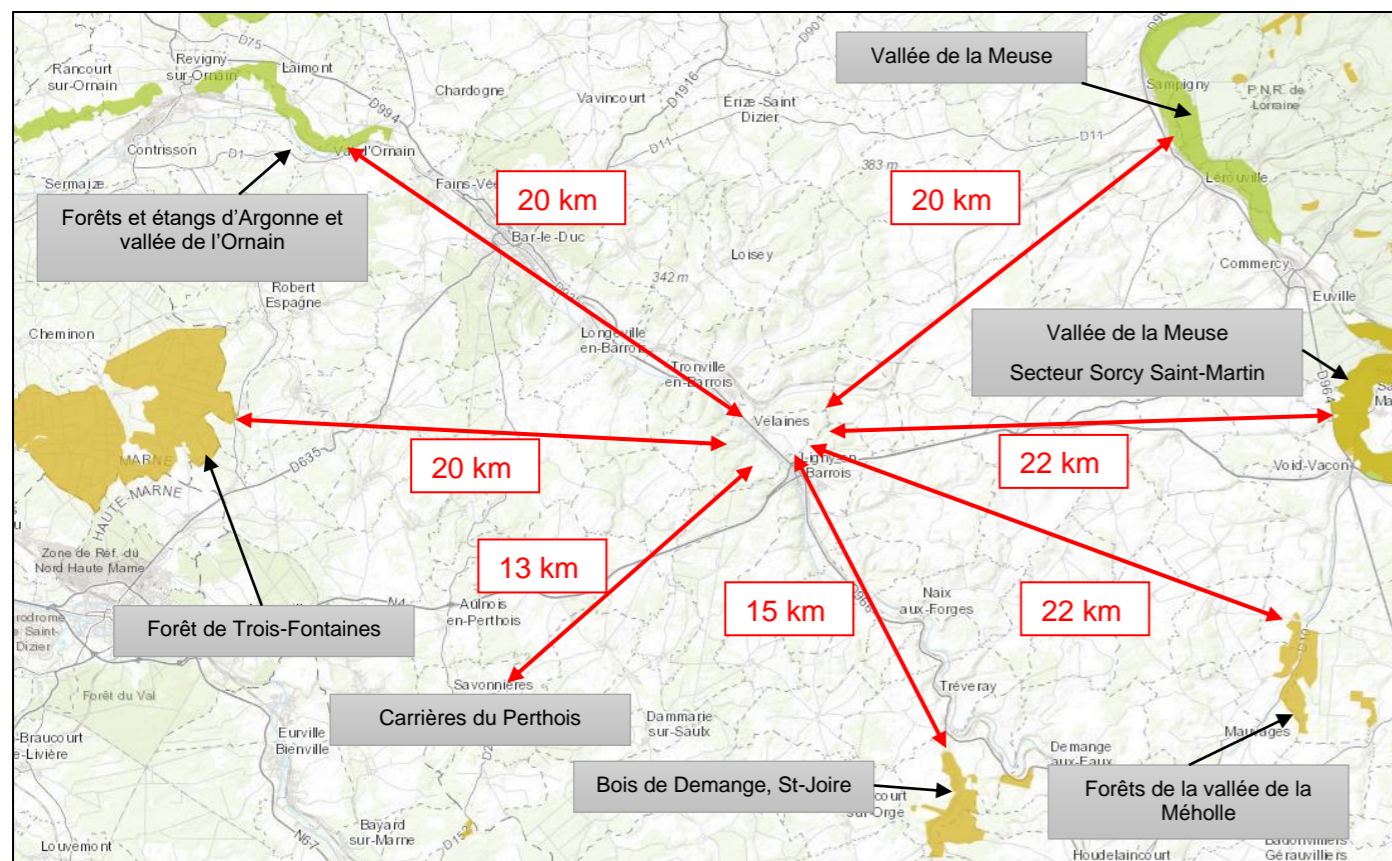 D75
Revigny
sur-Ornain
Laimont
Rancourt
sur-Ornain
D994
Chardogne
Vavincourt
D1916
D901
Érize-Saint
Dizier
D11
D11
383 m
Vallée de la Meuse
Sampigny
P.N.R. de
Lorraine
Contrisson
D1
Sermaize
Lérouville
Forêts et étangs d'Argonne et
vallée de l'Ornain
20 km
20 km
Bar-le-Duc
Loisey
342 m
Commercy
Euville
Robert
Espagne
Cheminon
Longeville
en-Barrois
Tronville
en-Barrois
Vallée de la Meuse
Secteur Sorcy Saint-Martin
D964
Velaines
20 km
22 km
D635
Ligny-en
Barrois
Void-Vacon
MARNE
HAUTE-MARNE
Zone de Réf. du
Nord Haute Marne
13 km
15 km
22 km
Naix
aux-Forges
D966
N4
Aulnois
en-Perthois
Forêt de Trois-Fontaines
D10
Savonnières
Forêt du Val
Carrières du Perthois
Tréveray
Dammarie
sur-Saulx
Eurville
Bienville
Mauvages
Demange
aux-Eaux
Bois de Demange, St-Joire
Forêts de la vallée de la
Méholle
Bayard
sur-Marne
N67
Louvemont
Houdelaincourt
Badonvilliers
Gérauvilliers